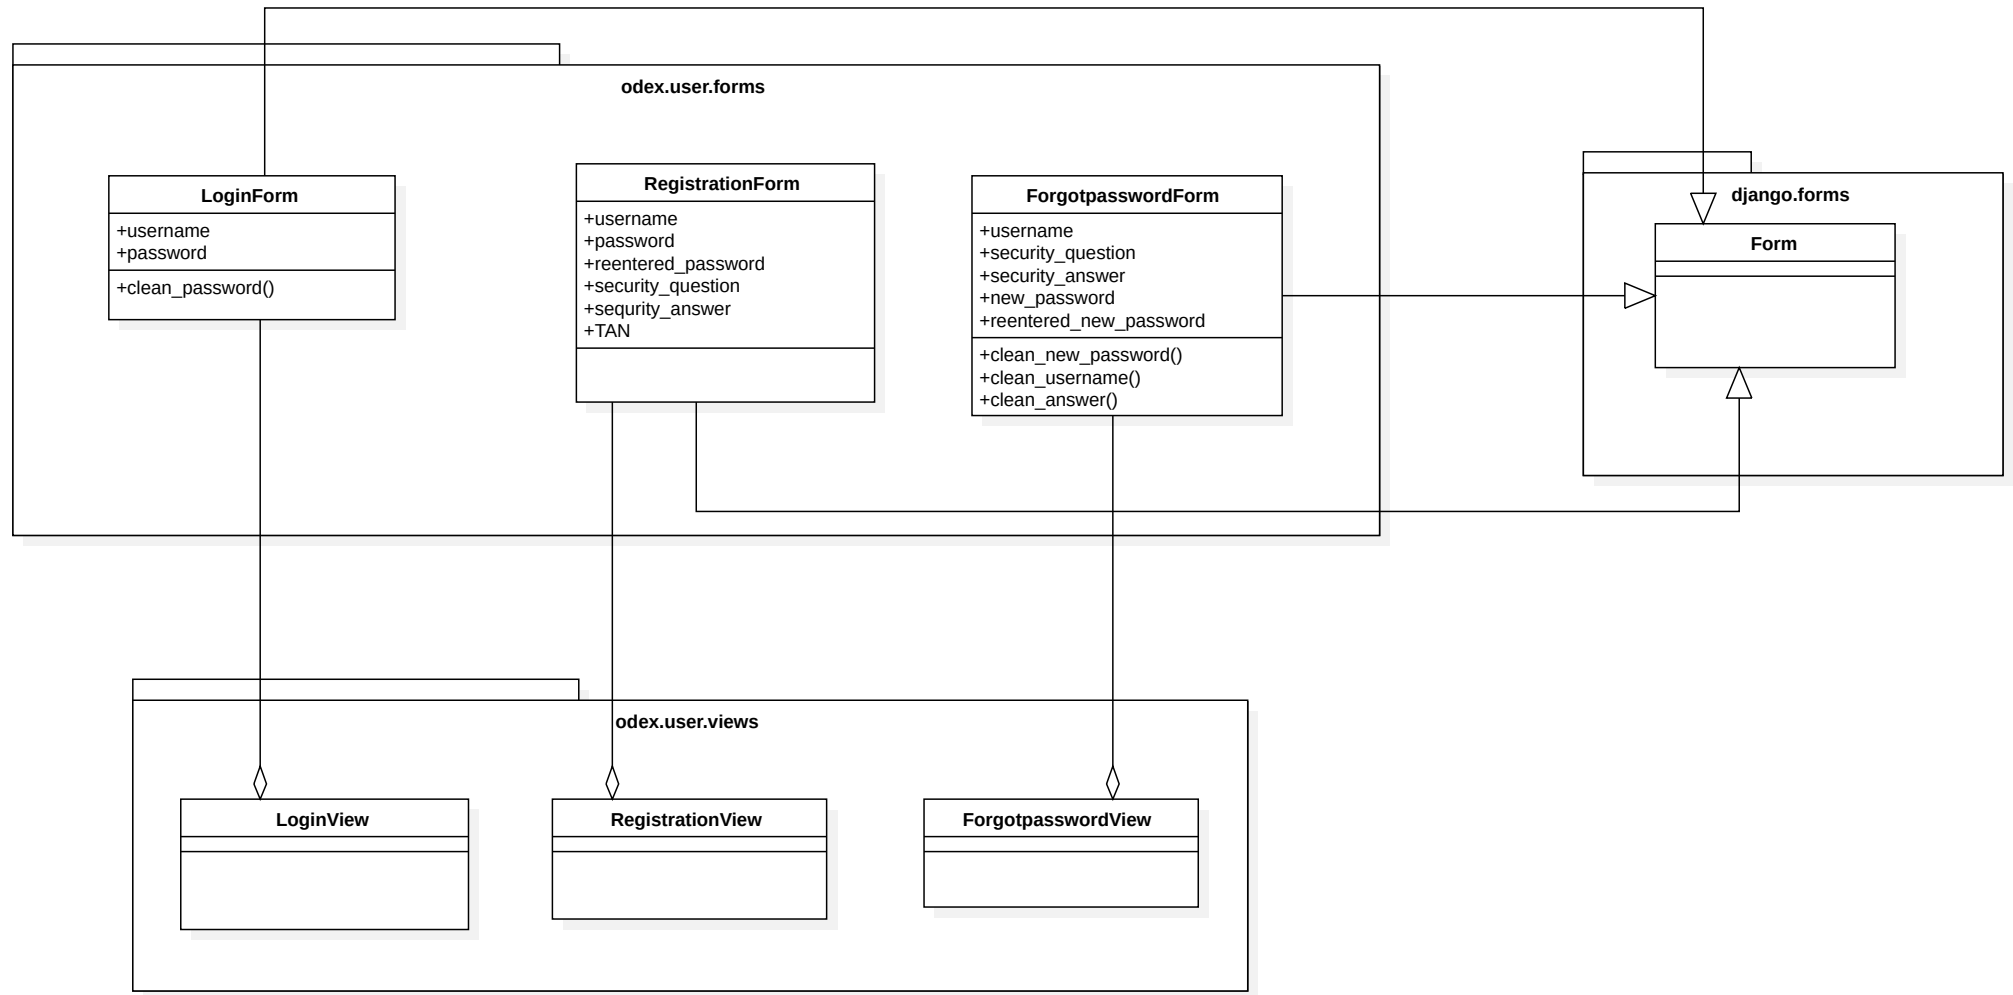 odex.user.forms
LoginForm
+username
+password
+clean_password()
RegistrationForm
+username
+password
+reentered_password
+security_question
+sequrity_answer
+TAN
ForgotpasswordForm
+username
+security_question
+security_answer
+new_password
+reentered_new_password
+clean_new_password()
+clean_username()
+clean_answer()
django.forms
Form
odex.user.views
LoginView
RegistrationView
ForgotpasswordView